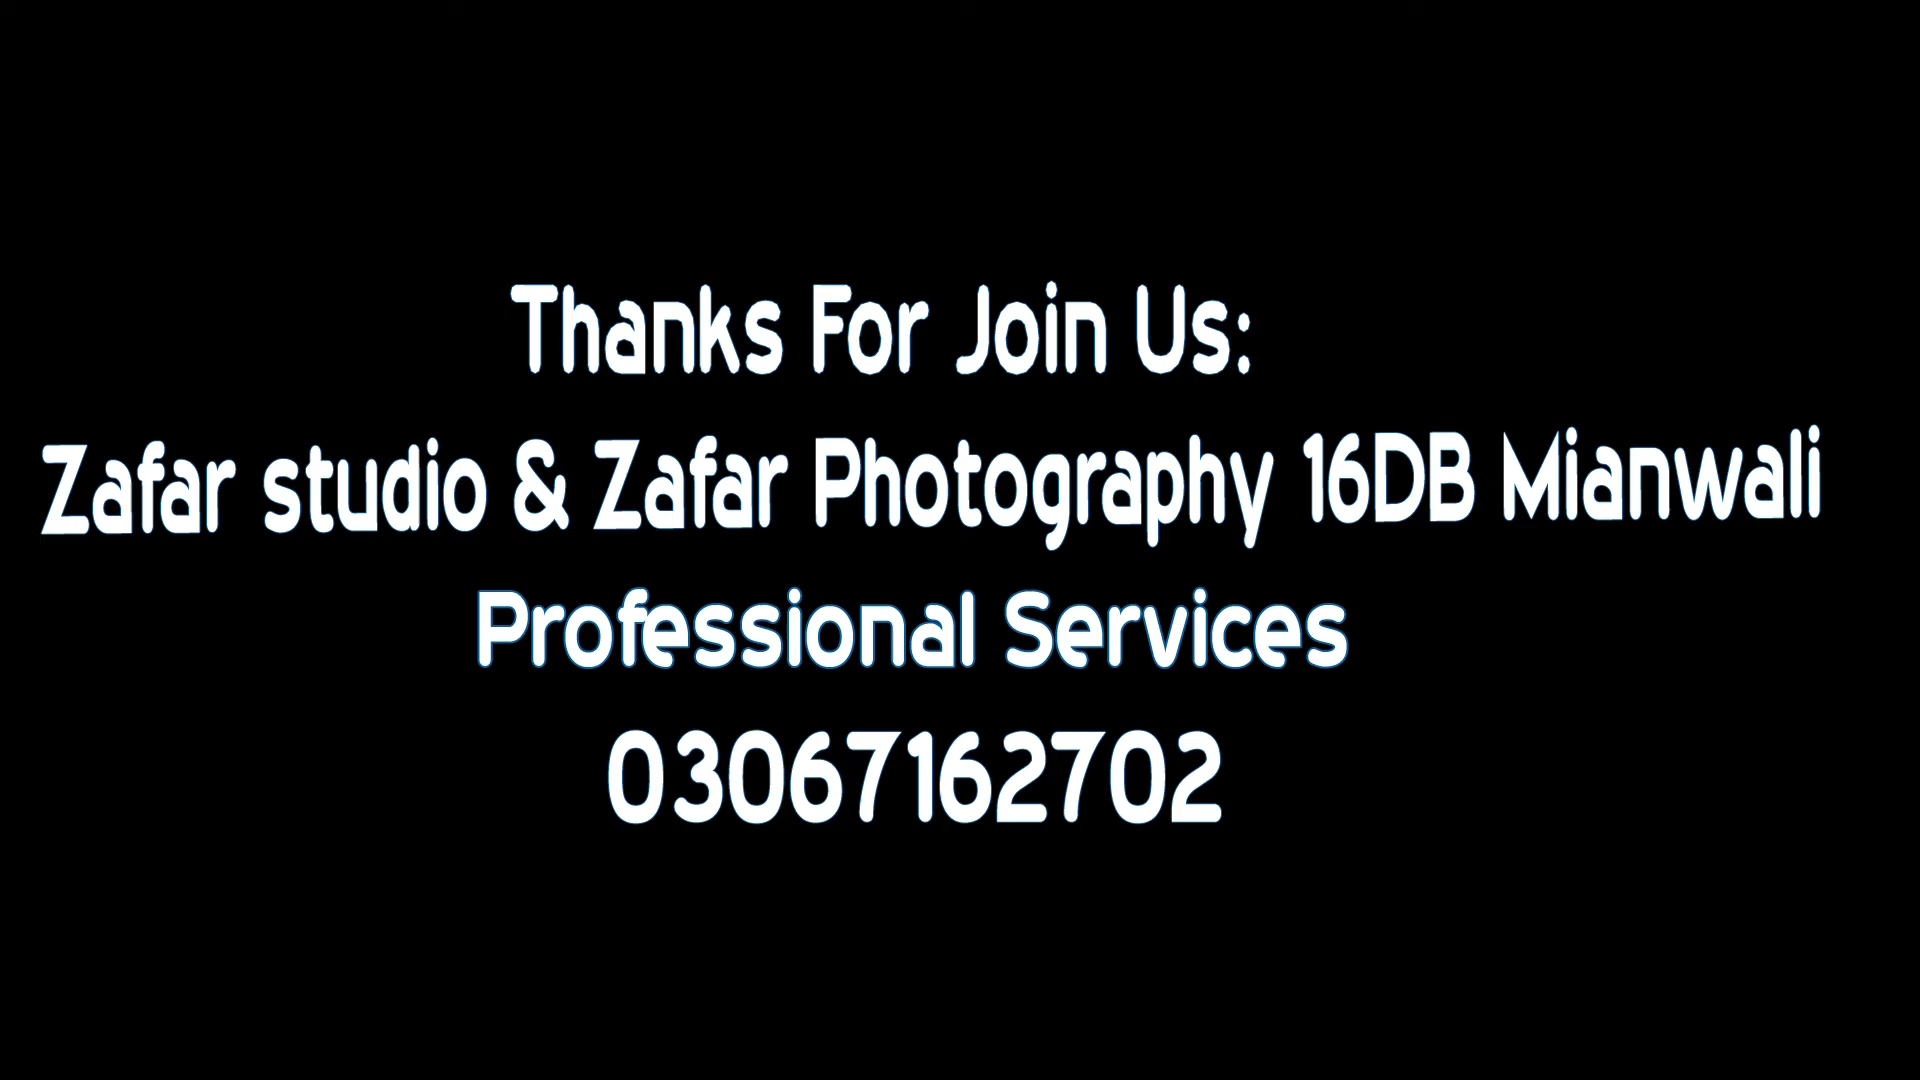 Thanks For Join Us:
Zafar studio & Zafar Photography 16DB Mianwali
Professional Services
03067162702